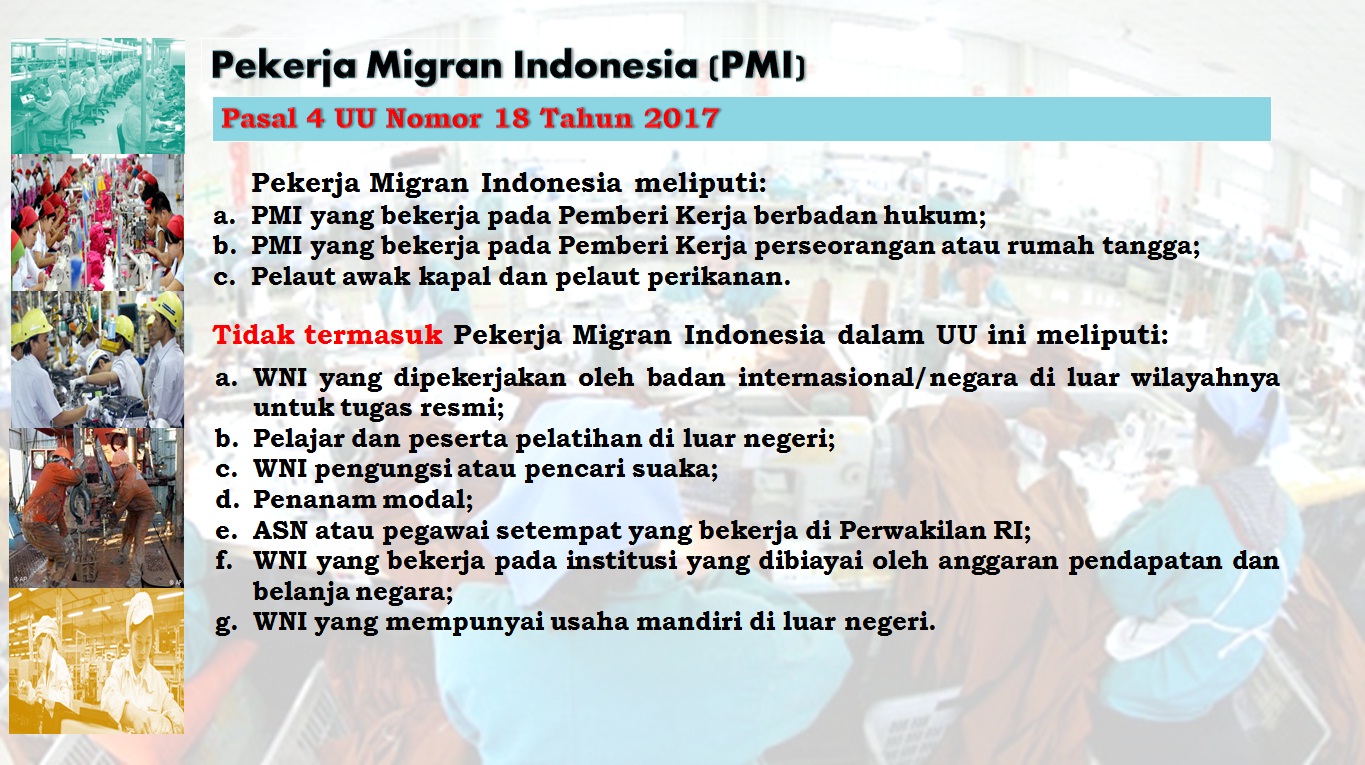 Pekerja Migran Indonesia (PMI)
Pasal 4 UU Nomor 18 Tahun 2017
Pekerja Migran Indonesia meliputi:
a. PMI yang bekerja pada Pemberi Kerja berbadan hukum;
b. PMI yang bekerja pada Pemberi Kerja perseorangan atau rumah tangga;
c. Pelaut awak kapal dan pelaut perikanan.
Tidak termasuk Pekerja Migran Indonesia dalam UU ini meliputi:
a. WNI yang dipekerjakan oleh badan internasional/negara di luar wilayahnya
untuk tugas resmi;
b. Pelajar dan peserta pelatihan di luar negeri;
c. WNI pengungsi atau pencari suaka;
d. Penanam modal;
e. ASN atau pegawai setempat yang bekerja di Perwakilan RI;
f. WNI yang bekerja pada institusi yang dibiayai oleh anggaran pendapatan dan
belanja negara;
g. WNI yang mempunyai usaha mandiri di luar negeri.
© AP